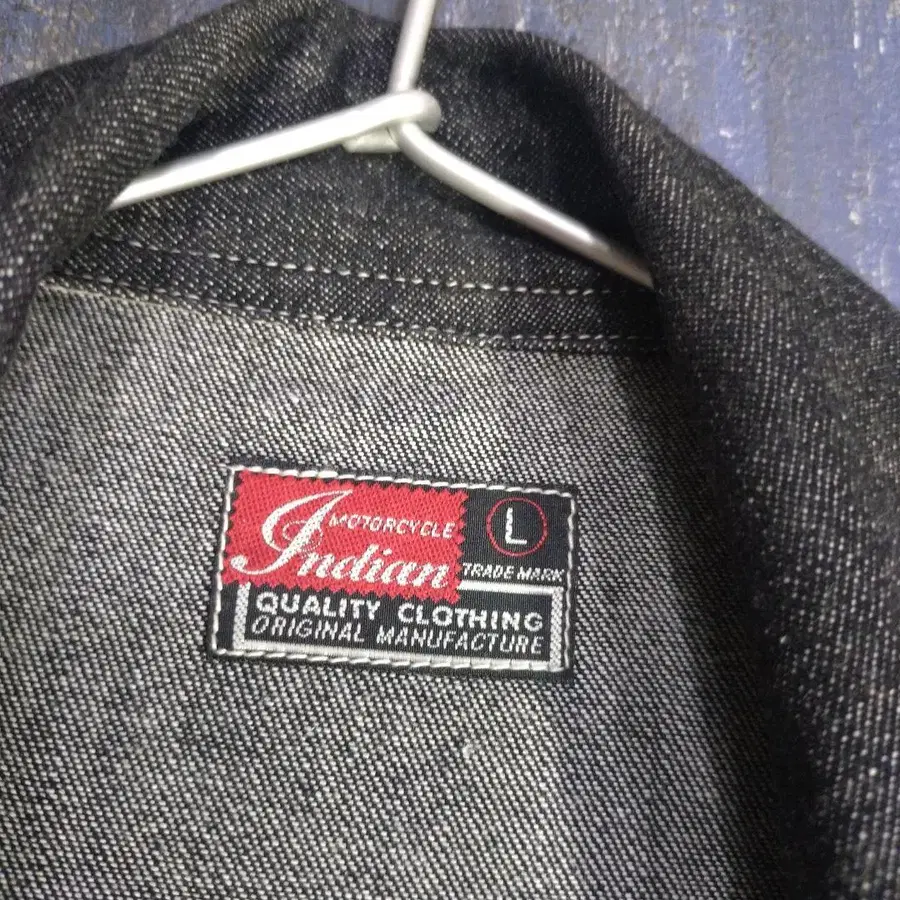 MOTORCYCLE
Indian
L
TRADE MARK
QUALITY CLOTHING
ORIGINAL MANUFACTURE